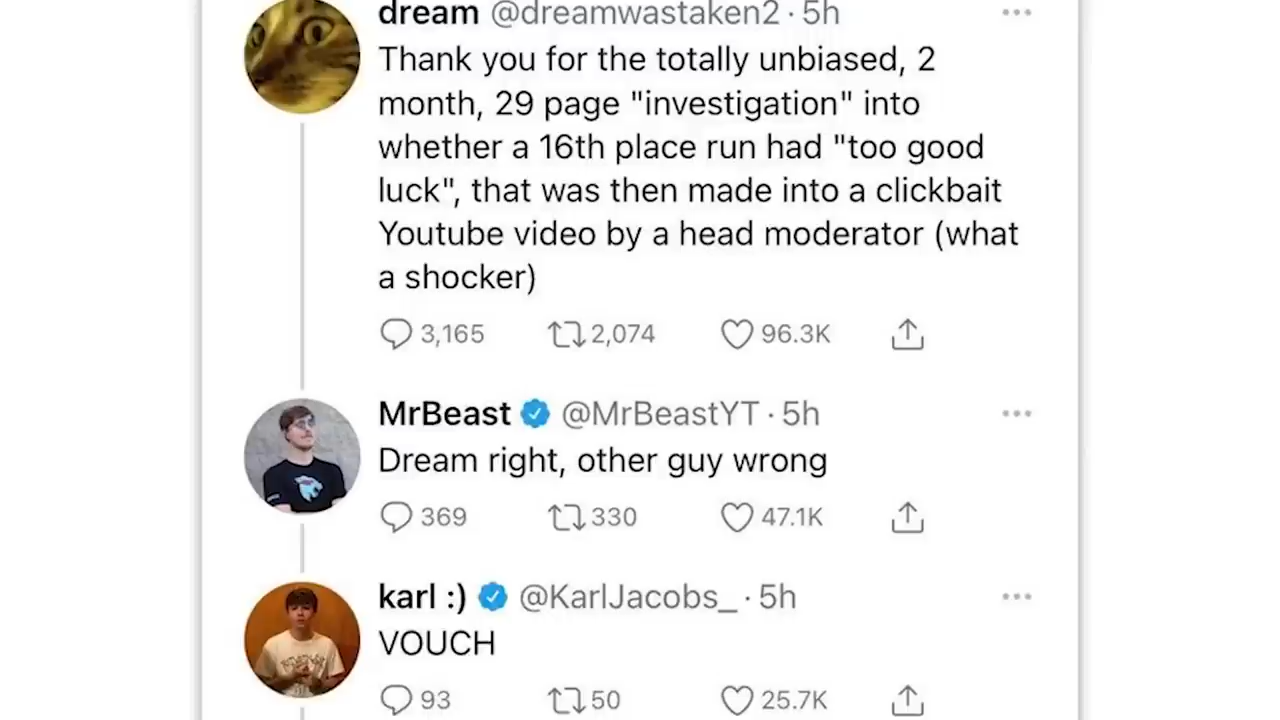 dream @dreamwastaken2 · 5h
Thank you for the totally unbiased, 2
month, 29 page "investigation" into
whether a 16th place run had "too good
luck", that was then made into a clickbait
Youtube video by a head moderator (what
a shocker)
3,165 2,074 96.3K
MrBeast @MrBeastYT · 5h
Dream right, other guy wrong
369 330 47.1K
karl :) @KarlJacobs_ · 5h
VOUCH
93 50 25.7K